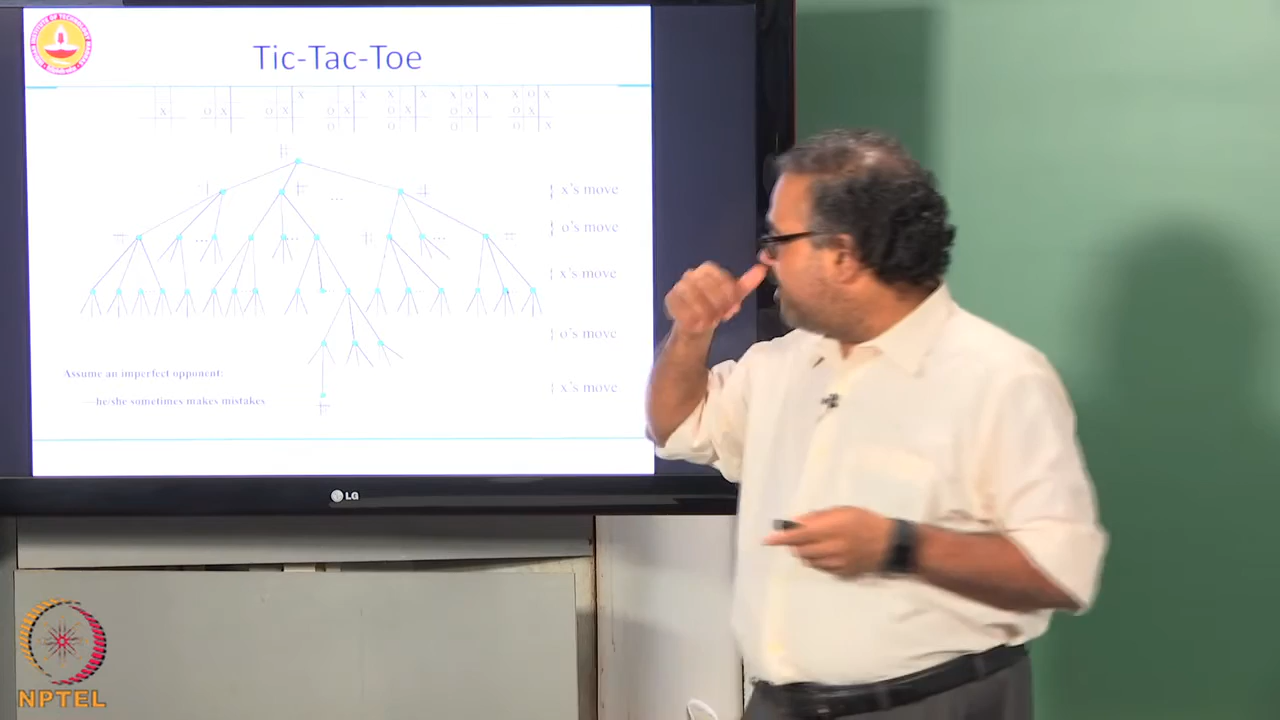 Tic-Tac-Toe
x's move
o's move
x's move
o's move
x's move
Assume an imperfect opponent:
—he/she sometimes makes mistakes
LG
NPTEL